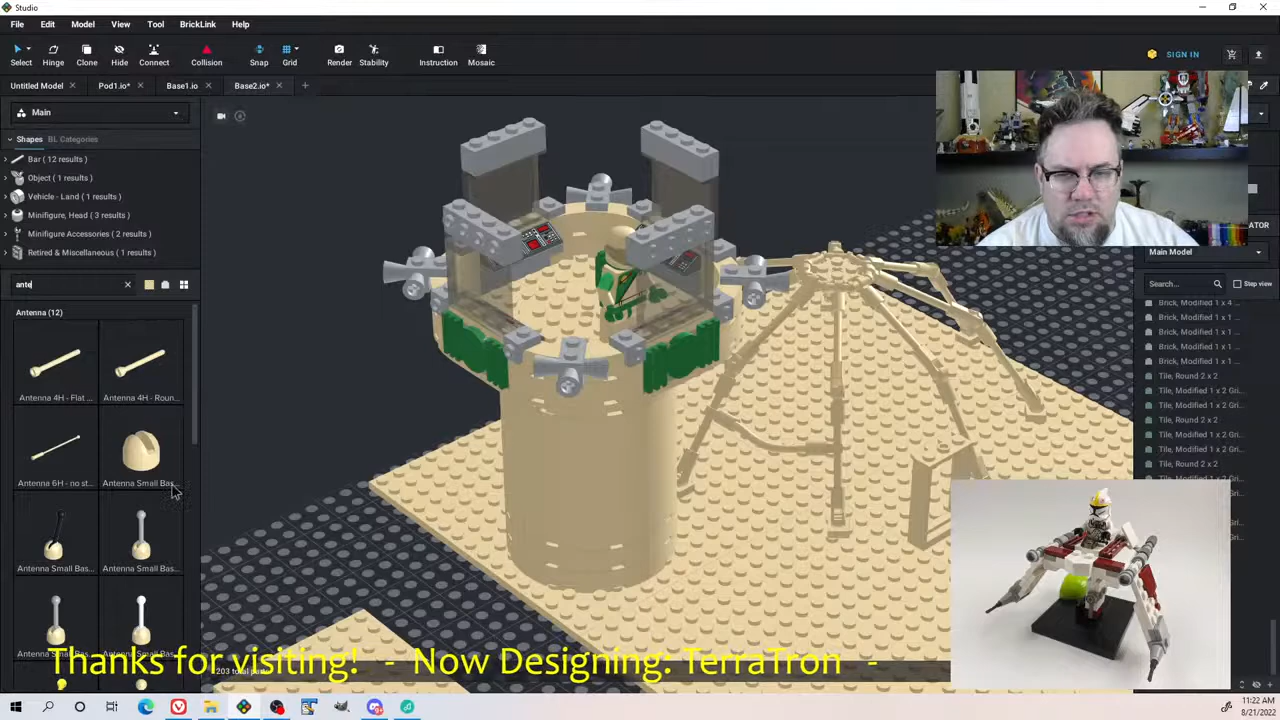 Studio
File Edit Model View Tool BrickLink Help
Select Hinge Clone Hide Connect Collision Snap Grid Render Stability Instruction Mosaic SIGN IN
Untitled Model Pod1.io* Base1.io Base2.io*
Main
Shapes BL Categories
Bar ( 12 results )
Object ( 1 results )
Vehicle - Land ( 1 results )
Minifigure, Head ( 3 results )
Minifigure Accessories ( 2 results )
Retired & Miscellaneous ( 1 results )
ante
Antenna (12)
Antenna 4H - Flat ... Antenna 4H - Roun...
Antenna 6H - no st... Antenna Small Bas...
Antenna Small Bas... Antenna Small Bas...
Main Model
Search... Step view
Brick, Modified 1 x 4 ...
Brick, Modified 1 x 1 ...
Brick, Modified 1 x 1 ...
Brick, Modified 1 x 1 ...
Brick, Modified 1 x 1 ...
Tile, Round 2 x 2
Tile, Modified 1 x 2 Gri...
Tile, Modified 1 x 2 Gri...
Tile, Round 2 x 2
Tile, Modified 1 x 2 Gri...
Tile, Modified 1 x 2 Gri...
Tile, Round 2 x 2
Thanks for visiting! - Now Designing: TerraTron -
11:22 AM
8/21/2022